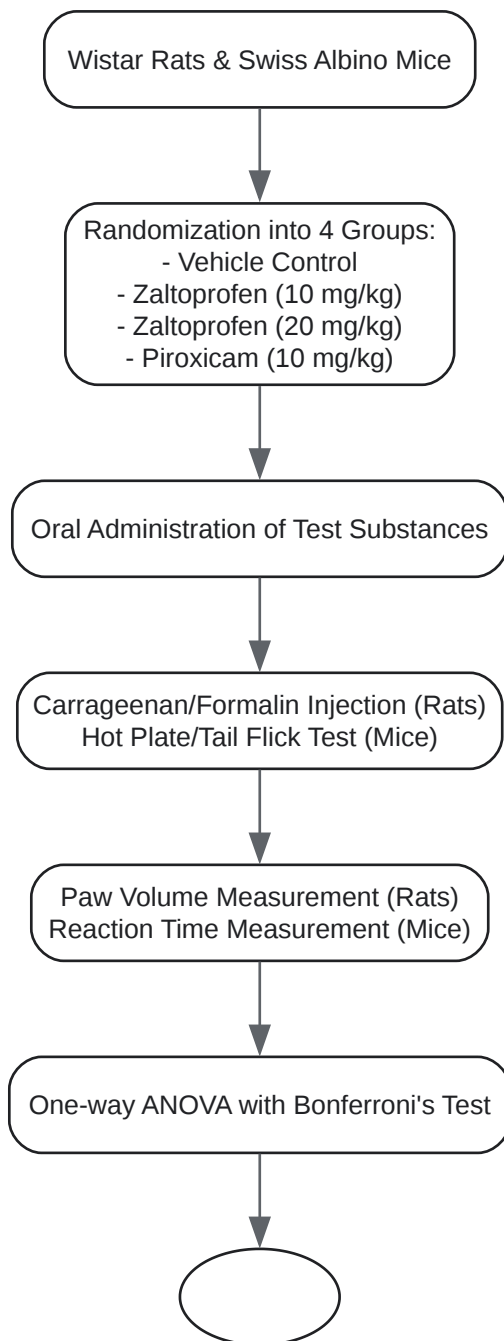 Wistar Rats & Swiss Albino Mice
Randomization into 4 Groups:
- Vehicle Control
- Zaltoprofen (10 mg/kg)
- Zaltoprofen (20 mg/kg)
- Piroxicam (10 mg/kg)
Oral Administration of Test Substances
Carrageenan/Formalin Injection (Rats)
Hot Plate/Tail Flick Test (Mice)
Paw Volume Measurement (Rats)
Reaction Time Measurement (Mice)
One-way ANOVA with Bonferroni's Test